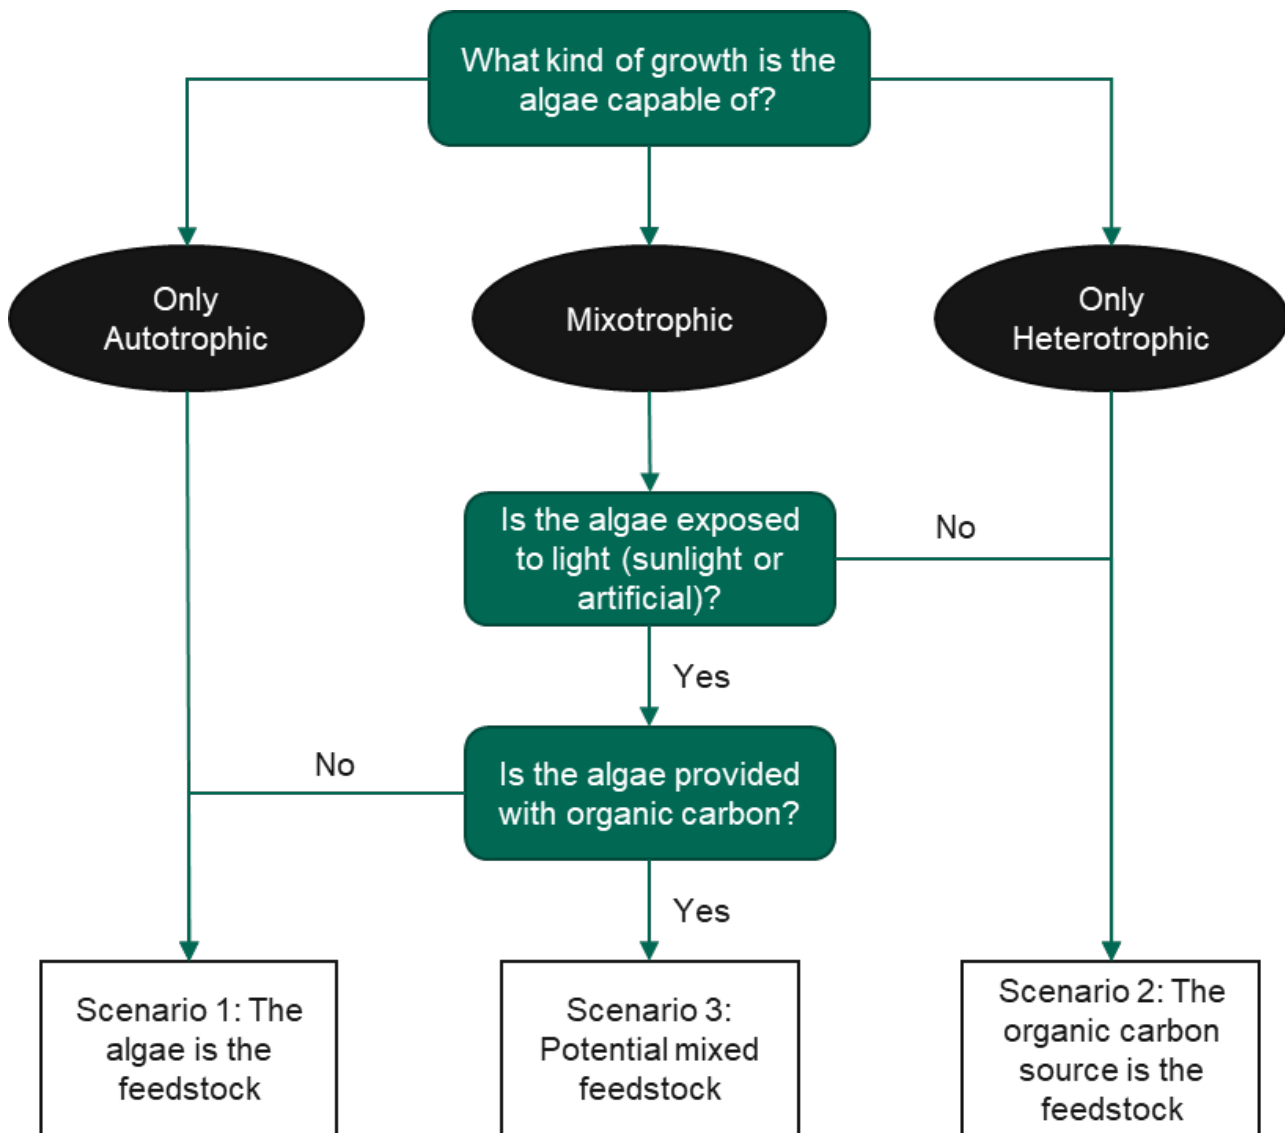 What kind of growth is the
algae capable of?
Only
Autotrophic
Mixotrophic
Only
Heterotrophic
Is the algae exposed
to light (sunlight or
artificial)?
No
Yes
Is the algae provided
with organic carbon?
No
Yes
Scenario 1: The
algae is the
feedstock
Scenario 3:
Potential mixed
feedstock
Scenario 2: The
organic carbon
source is the
feedstock